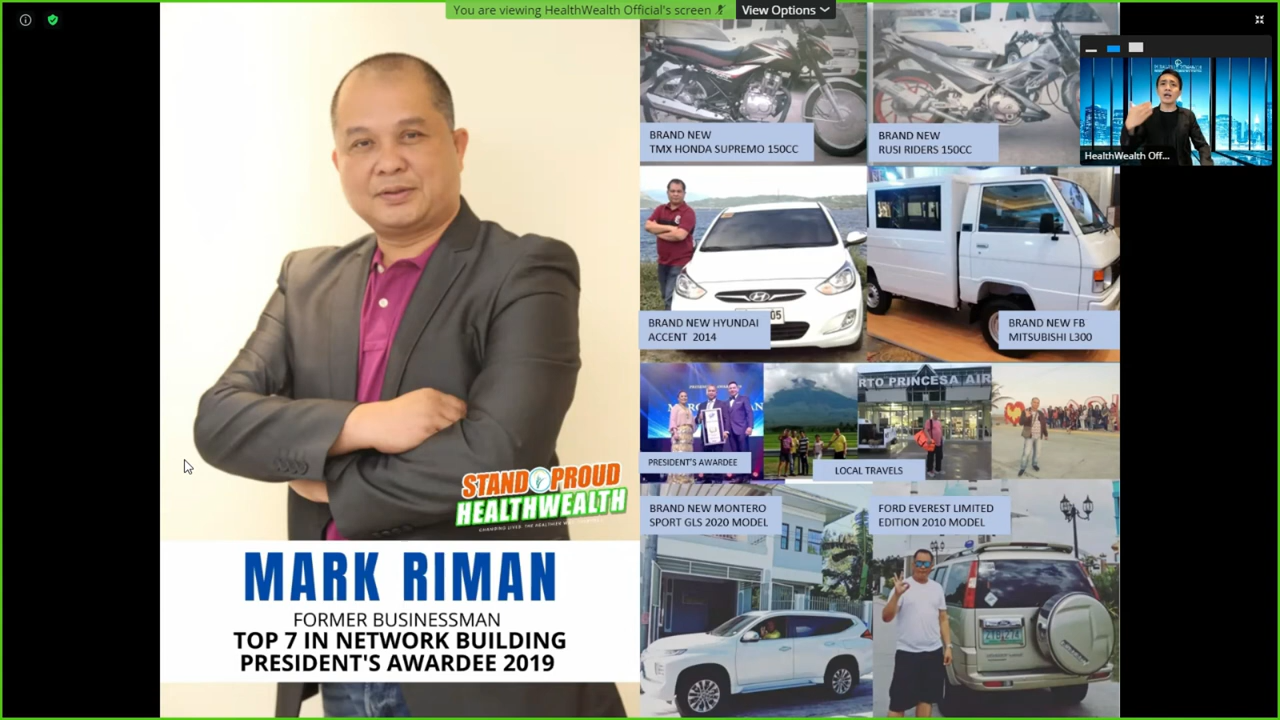 You are viewing HealthWealth Official's screen
View Options
HealthWealth Off...
BRAND NEW
TMX HONDA SUPREMO 150CC
BRAND NEW
RUSI RIDERS 150CC
BRAND NEW HYUNDAI
ACCENT 2014
BRAND NEW FB
MITSUBISHI L300
PRESIDENT'S AWARDEE
RTO PRINCESA AIR
LOCAL TRAVELS
BRAND NEW MONTERO
SPORT GLS 2020 MODEL
FORD EVEREST LIMITED
EDITION 2010 MODEL
STAND PROUD
HEALTHWEALTH
MARK RIMAN
FORMER BUSINESSMAN
TOP 7 IN NETWORK BUILDING
PRESIDENT'S AWARDEE 2019